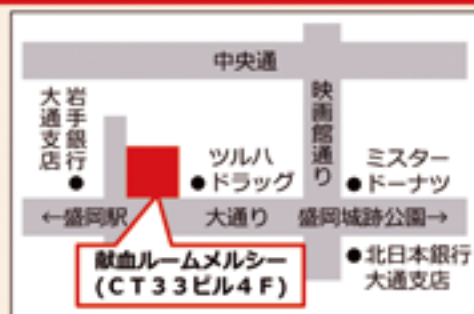 中央通
映画館通り
岩手銀行
大通支店
ツルハ
ドラッグ
ミスター
ドーナツ
←盛岡駅
大通り
盛岡城跡公園→
献血ルームメルシー
(CT33ビル4F)
北日本銀行
大通支店